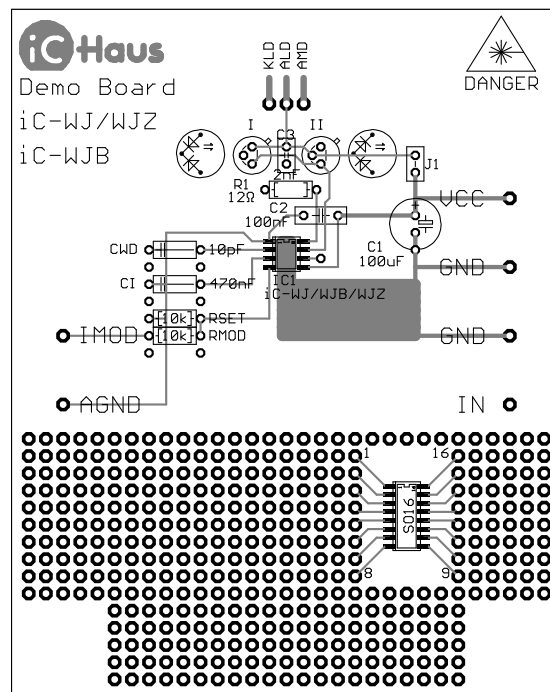 iC Haus
Demo Board
iC-WJ/WJZ
iC-WJB
KLD
ALD
AMD
DANGER
I
C3
II
2nF
J1
R1
12Ω
C2
100nF
VCC
CWD
10pF
C1
100uF
CI
470nF
IC1
iC-WJ/WJB/WJZ
GND
10k
RSET
IMOD
10k
RMOD
GND
AGND
IN
1
16
SO16
8
9